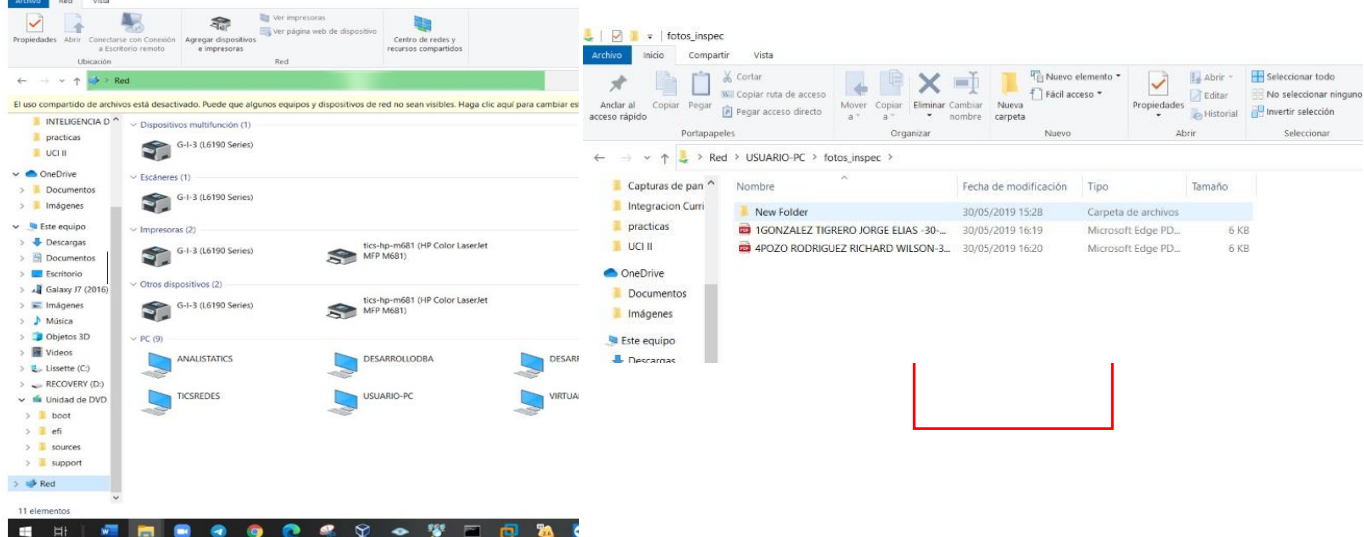 Archivo Red Vista
Propiedades
Abrir
Conectarse con Conexión
a Escritorio remoto
Agregar dispositivos
e impresoras
Ver impresoras
Ver página web de dispositivo
Centro de redes y
recursos compartidos
Ubicación
Red
Red
El uso compartido de archivos está desactivado. Puede que algunos equipos y dispositivos de red no sean visibles. Haga clic aquí para cambiar es
INTELIGENCIA D
practicas
UCI II
OneDrive
Documentos
Imágenes
Este equipo
Descargas
Documentos
Escritorio
Galaxy J7 (2016)
Imágenes
Música
Objetos 3D
Videos
Lissette (C:)
RECOVERY (D:)
Unidad de DVD
boot
efi
sources
support
Red
11 elementos
Dispositivos multifunción (1)
G-I-3 (L6190 Series)
Escáneres (1)
G-I-3 (L6190 Series)
Impresoras (2)
G-I-3 (L6190 Series)
tics-hp-m681 (HP Color LaserJet
MFP M681)
Otros dispositivos (2)
G-I-3 (L6190 Series)
tics-hp-m681 (HP Color LaserJet
MFP M681)
PC (9)
ANALISTATICS
DESARROLLODBA
DESARR
TICSREDES
USUARIO-PC
VIRTUA
fotos_inspec
Archivo Inicio Compartir Vista
Anclar al
acceso rápido
Copiar
Pegar
Cortar
Copiar ruta de acceso
Pegar acceso directo
Portapapeles
Mover
a
Copiar
a
Eliminar
Cambiar
nombre
Organizar
Nueva
carpeta
Nuevo elemento
Fácil acceso
Nuevo
Propiedades
Abrir
Editar
Historial
Abrir
Seleccionar todo
No seleccionar ninguno
Invertir selección
Seleccionar
Red > USUARIO-PC > fotos_inspec >
Capturas de pan
Integracion Curri
practicas
UCI II
OneDrive
Documentos
Imágenes
Este equipo
Descargas
Nombre Fecha de modificación Tipo Tamaño
New Folder 30/05/2019 15:28 Carpeta de archivos
1GONZALEZ TIGRERO JORGE ELIAS -30-... 30/05/2019 16:19 Microsoft Edge PD... 6 KB
4POZO RODRIGUEZ RICHARD WILSON-3... 30/05/2019 16:20 Microsoft Edge PD... 6 KB